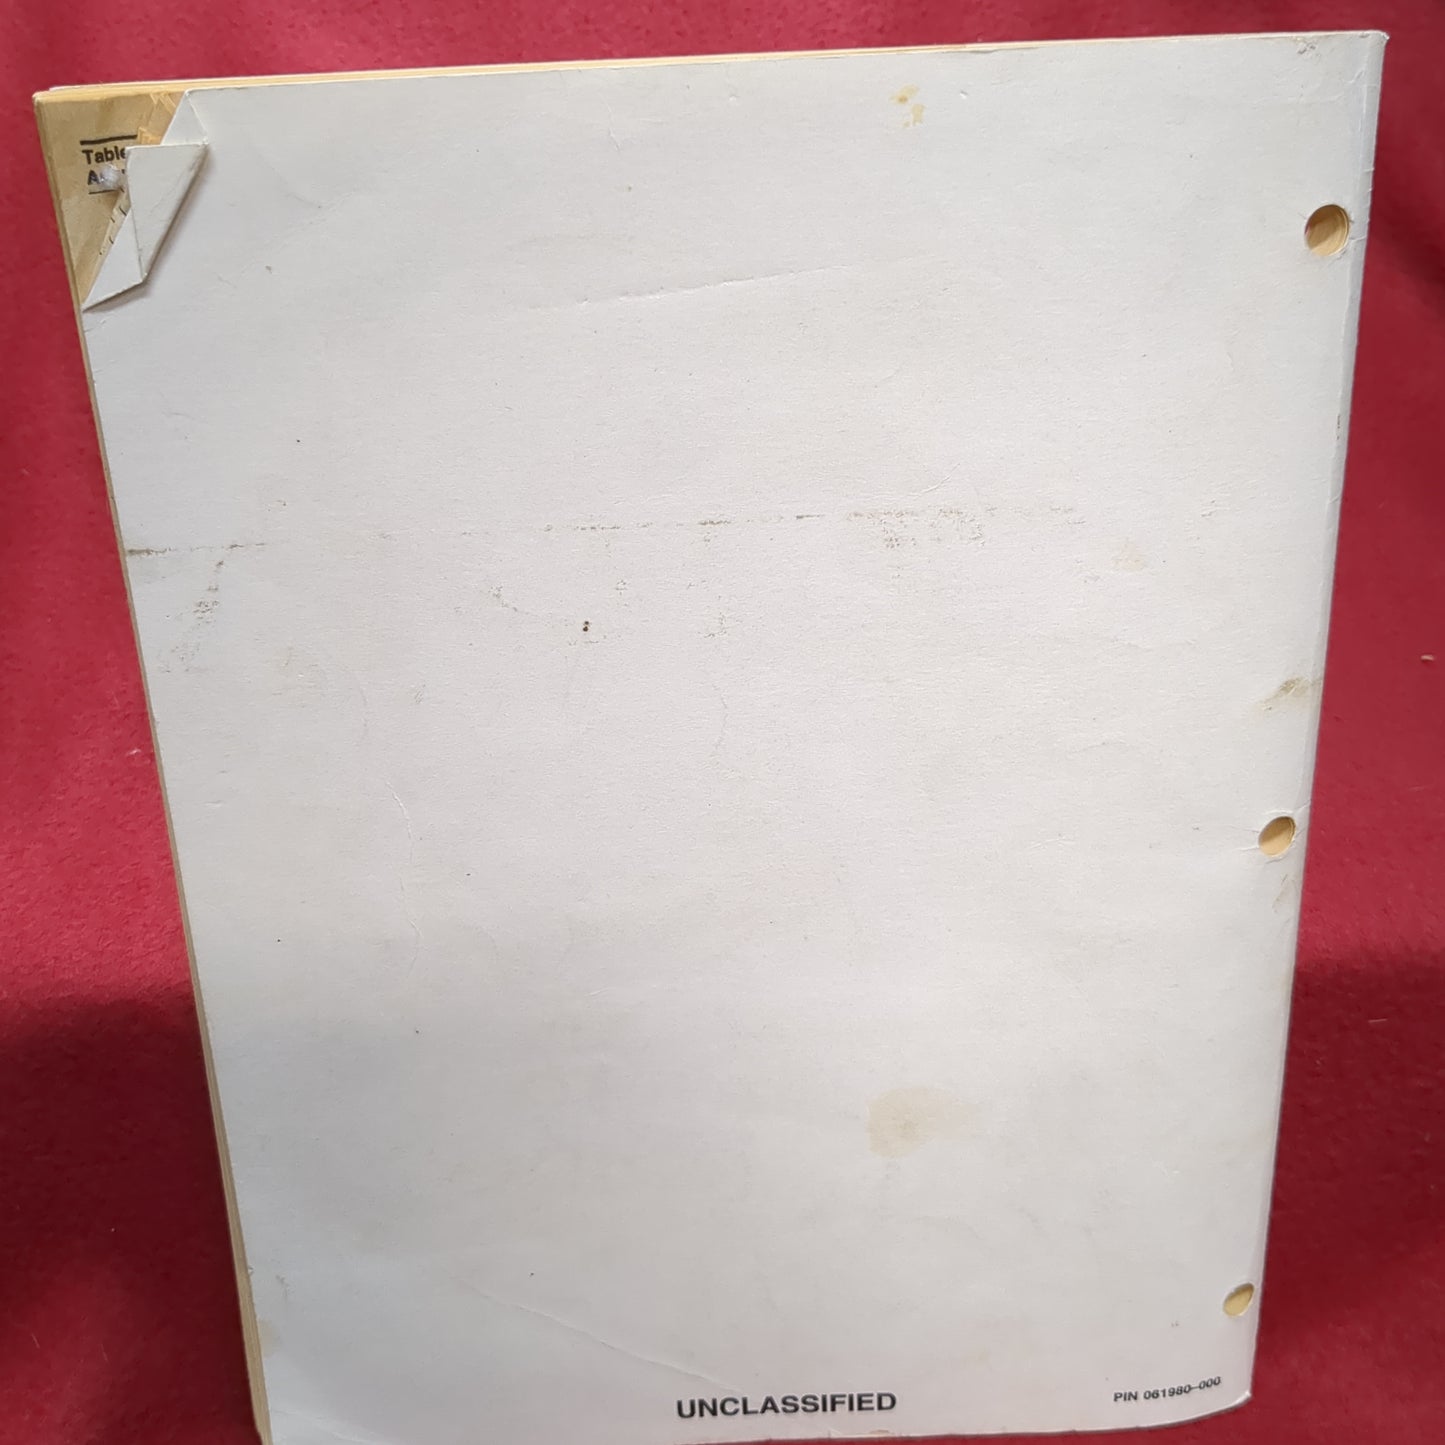 Table
UNCLASSIFIED
PIN 061980-000